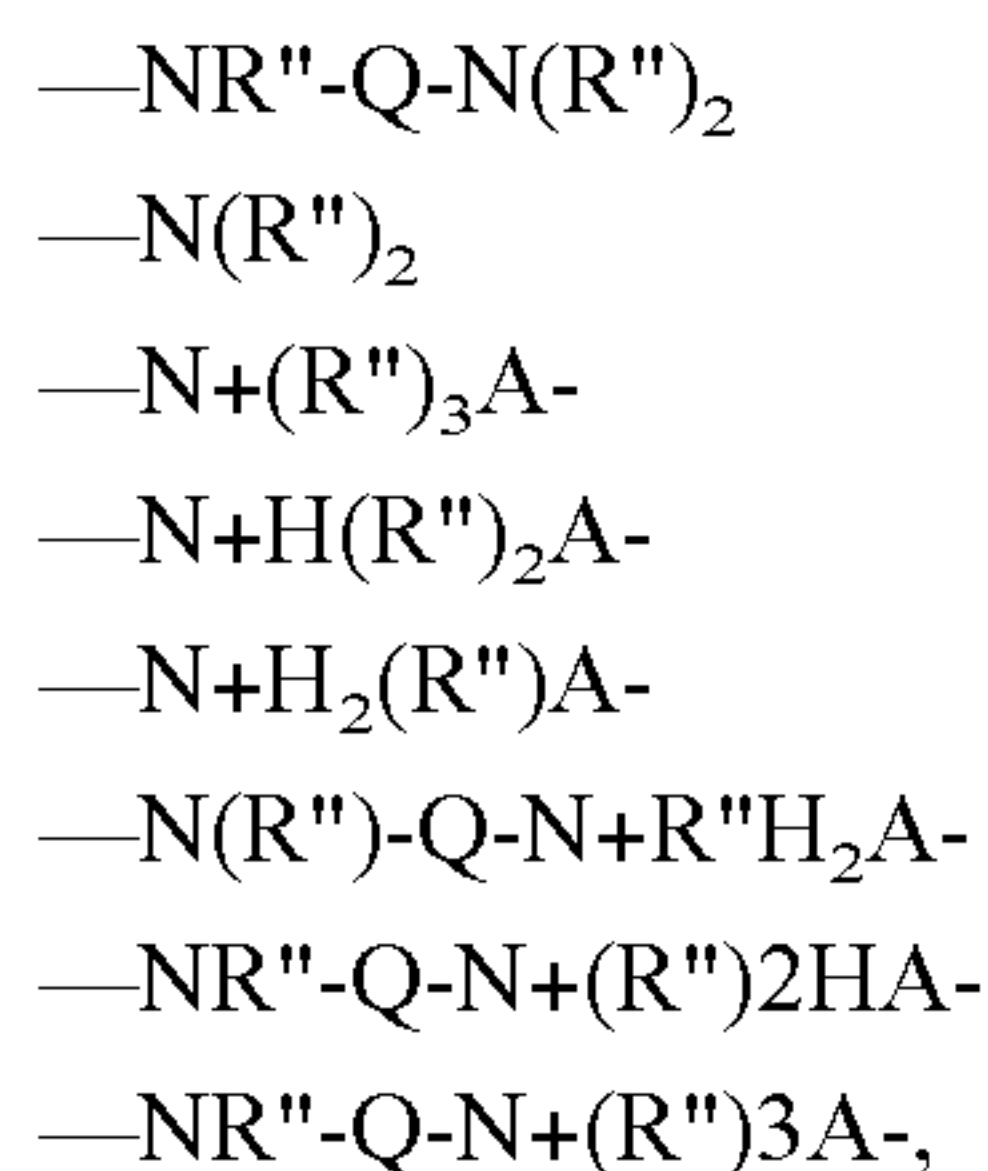 —NR"-Q-N(R")₂
—N(R")₂
—N+(R")₃A-
—N+H(R")₂A-
—N+H₂(R")A-
—N(R")-Q-N+R"H₂A-
—NR"-Q-N+(R")2HA-
—NR"-Q-N+(R")3A-,